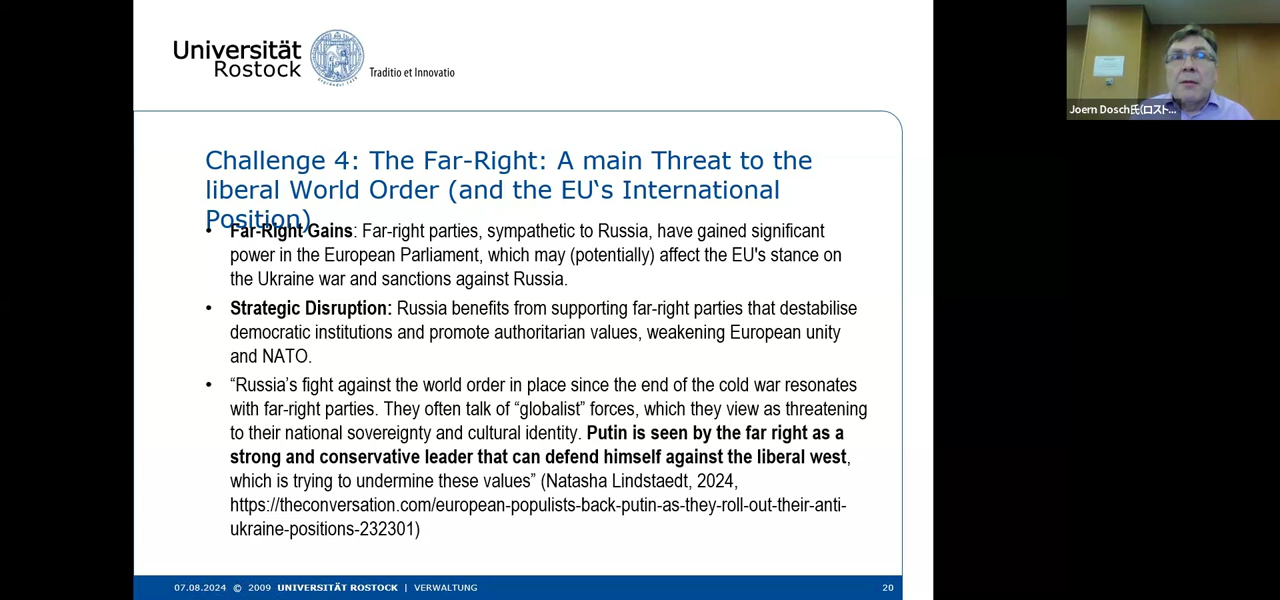 Universität
Rostock
Traditio et Innovatio
Joern Dosch氏(ロスト...
Challenge 4: The Far-Right: A main Threat to the
liberal World Order (and the EU‘s International
Position)
• Far-Right Gains: Far-right parties, sympathetic to Russia, have gained significant
power in the European Parliament, which may (potentially) affect the EU's stance on
the Ukraine war and sanctions against Russia.
• Strategic Disruption: Russia benefits from supporting far-right parties that destabilise
democratic institutions and promote authoritarian values, weakening European unity
and NATO.
• “Russia’s fight against the world order in place since the end of the cold war resonates
with far-right parties. They often talk of “globalist” forces, which they view as threatening
to their national sovereignty and cultural identity. Putin is seen by the far right as a
strong and conservative leader that can defend himself against the liberal west,
which is trying to undermine these values” (Natasha Lindstaedt, 2024,
https://theconversation.com/european-populists-back-putin-as-they-roll-out-their-anti-
ukraine-positions-232301)
07.08.2024 © 2009 UNIVERSITÄT ROSTOCK | VERWALTUNG
20